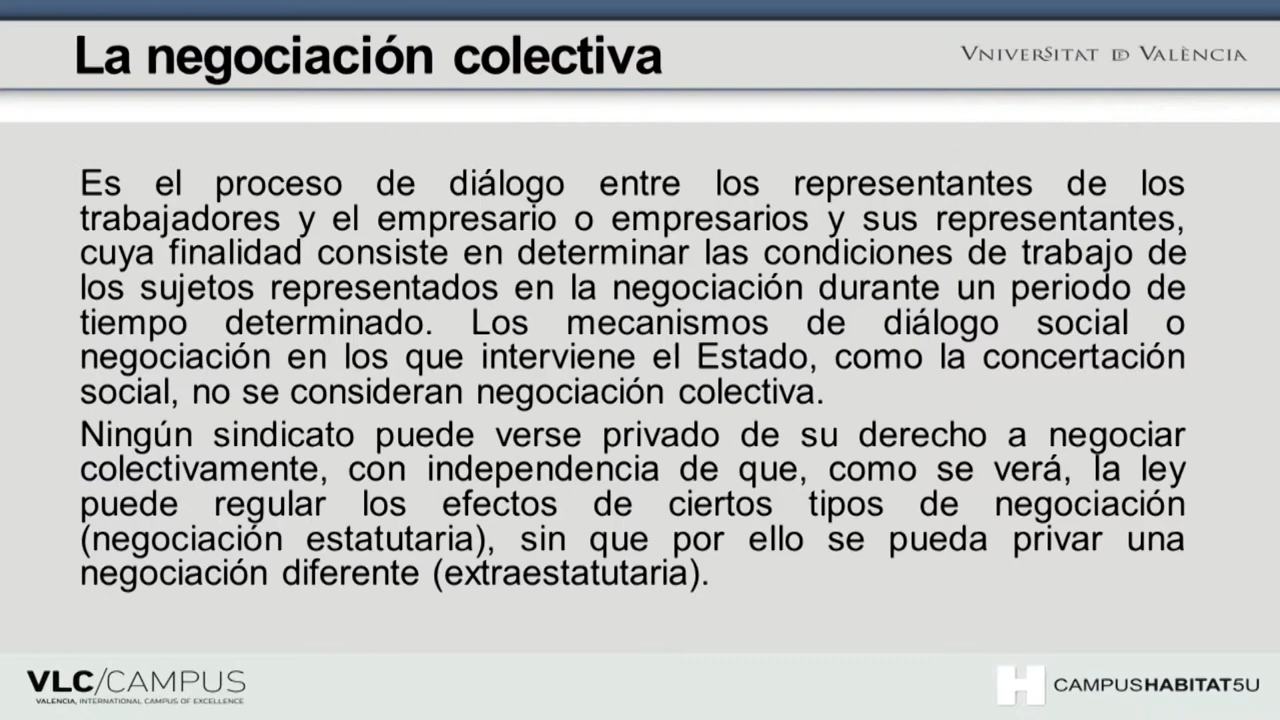 La negociación colectiva
VNIVERSITAT DE VALÈNCIA
Es el proceso de diálogo entre los representantes de los
trabajadores y el empresario o empresarios y sus representantes,
cuya finalidad consiste en determinar las condiciones de trabajo de
los sujetos representados en la negociación durante un periodo de
tiempo determinado. Los mecanismos de diálogo social o
negociación en los que interviene el Estado, como la concertación
social, no se consideran negociación colectiva.
Ningún sindicato puede verse privado de su derecho a negociar
colectivamente, con independencia de que, como se verá, la ley
puede regular los efectos de ciertos tipos de negociación
(negociación estatutaria), sin que por ello se pueda privar una
negociación diferente (extraestatutaria).
VLC/CAMPUS
VALENCIA, INTERNATIONAL CAMPUS OF EXCELLENCE
H CAMPUSHABITAT5U